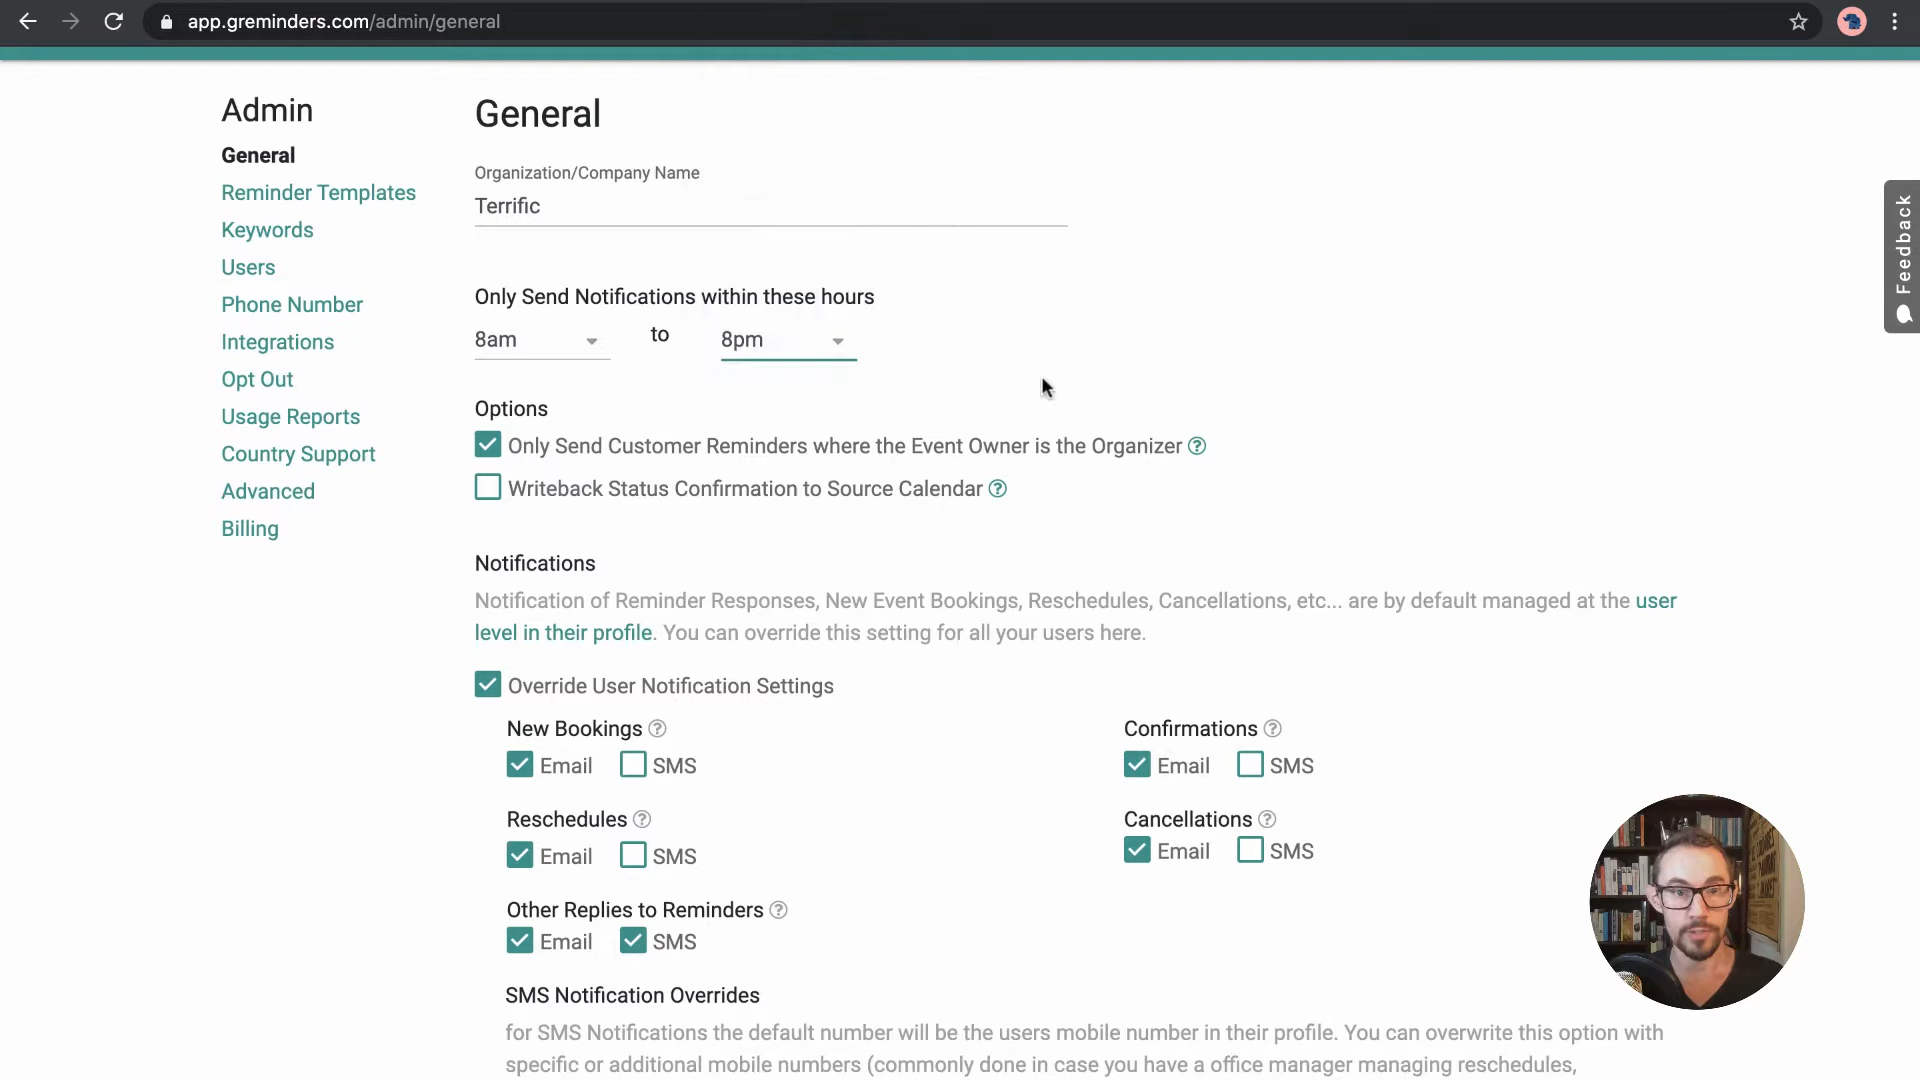 app.greminders.com/admin/general
Admin
General
Reminder Templates
Keywords
Users
Phone Number
Integrations
Opt Out
Usage Reports
Country Support
Advanced
Billing
General
Organization/Company Name
Terrific
Only Send Notifications within these hours
8am to 8pm
Options
Only Send Customer Reminders where the Event Owner is the Organizer ?
Writeback Status Confirmation to Source Calendar ?
Notifications
Notification of Reminder Responses, New Event Bookings, Reschedules, Cancellations, etc... are by default managed at the user
level in their profile. You can override this setting for all your users here.
Override User Notification Settings
New Bookings ?
Email SMS
Confirmations ?
Email SMS
Reschedules ?
Email SMS
Cancellations ?
Email SMS
Other Replies to Reminders ?
Email SMS
SMS Notification Overrides
for SMS Notifications the default number will be the users mobile number in their profile. You can overwrite this option with
specific or additional mobile numbers (commonly done in case you have a office manager managing reschedules,
Feedback